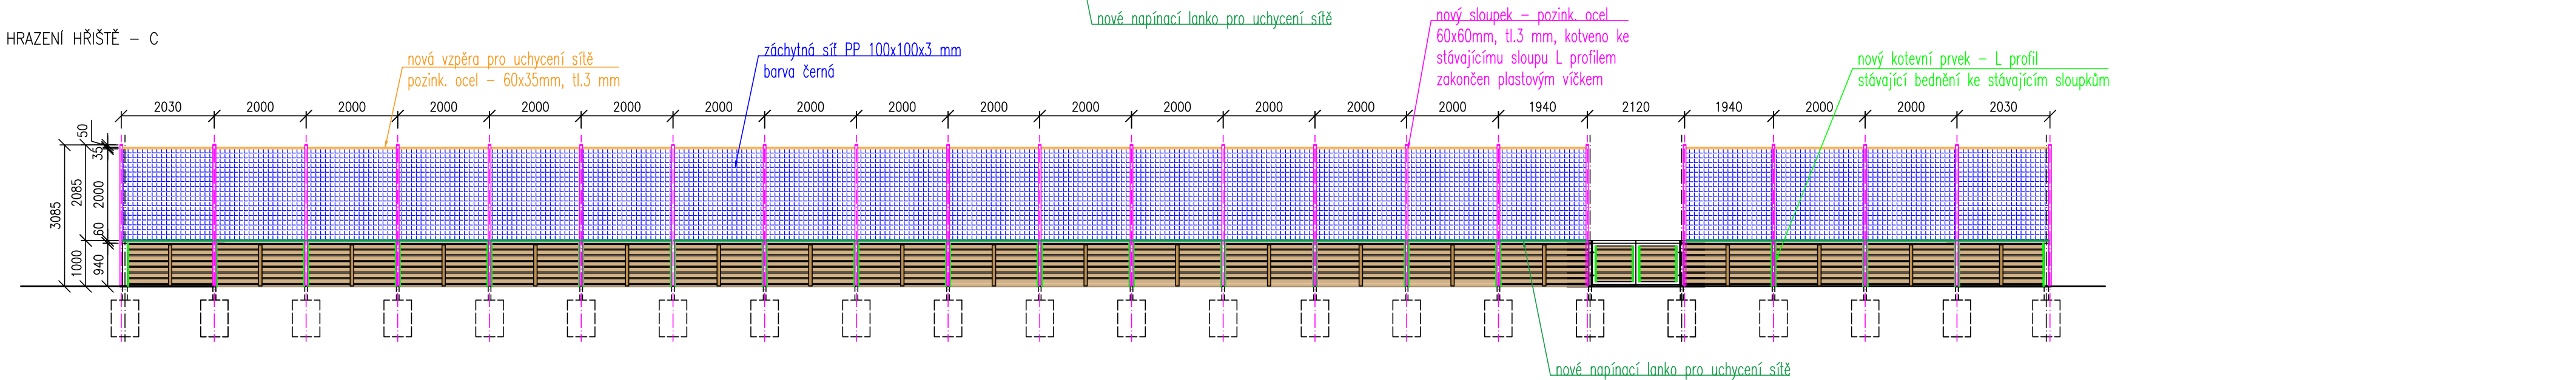 nové napínací lanko pro uchycení sítě
HRAZENÍ HŘIŠTĚ – C
nová vzpěra pro uchycení sítě
pozink. ocel – 60x35mm, tl.3 mm
záchytná síť PP 100x100x3 mm
barva černá
nový sloupek – pozink. ocel
60x60mm, tl.3 mm, kotveno ke
stávajícímu sloupu L profilem
zakončen plastovým víčkem
nový kotevní prvek – L profil
stávající bednění ke stávajícím sloupkům
2030 2000 2000 2000 2000 2000 2000 2000 2000 2000 2000 2000 2000 2000 2000 1940 2120 1940 2000 2000 2030
50
35
3085
2085
2000
60
1000
940
nové napínací lanko pro uchycení sítě